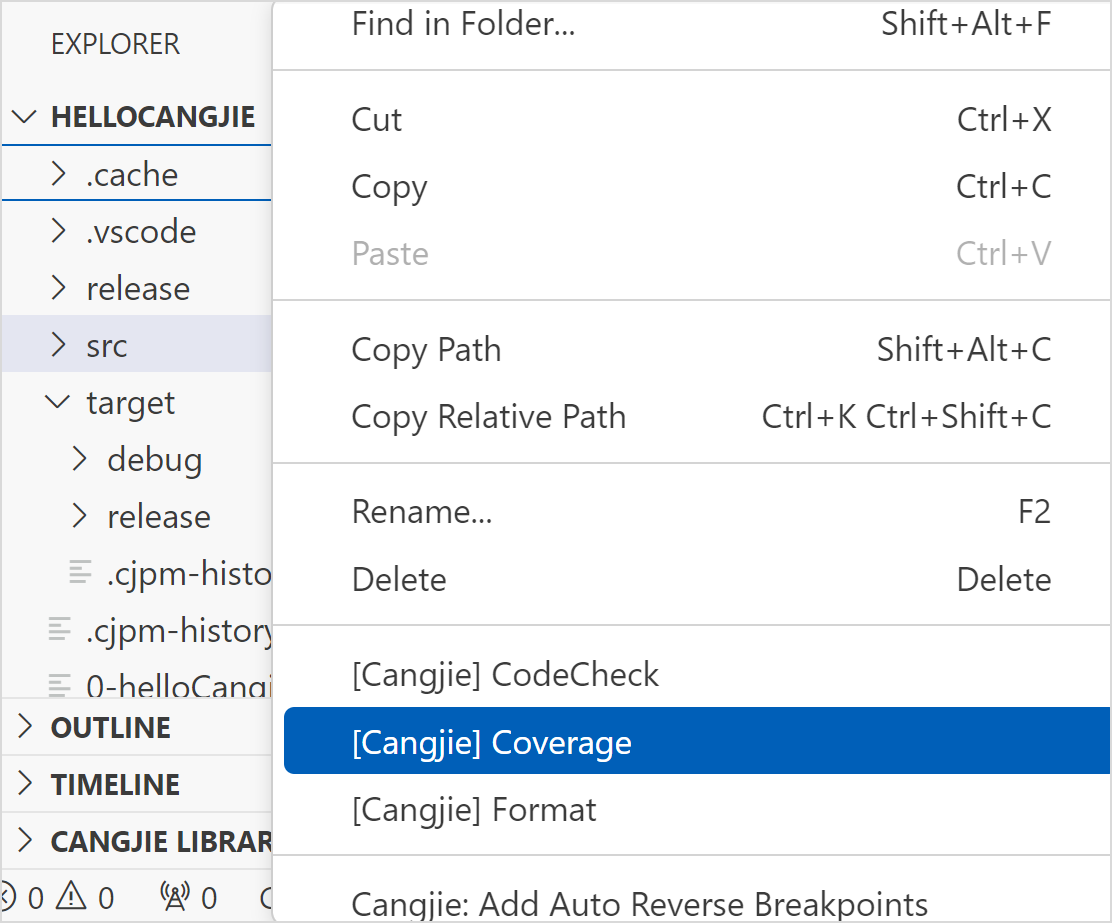 EXPLORER
HELLOCANGJIE
.cache
.vscode
release
src
target
debug
release
.cjpm-histo
.cjpm-history
0-helloCangj
OUTLINE
TIMELINE
CANGJIE LIBRAR
0 0 0
Find in Folder... Shift+Alt+F
Cut Ctrl+X
Copy Ctrl+C
Paste Ctrl+V
Copy Path Shift+Alt+C
Copy Relative Path Ctrl+K Ctrl+Shift+C
Rename... F2
Delete Delete
[Cangjie] CodeCheck
[Cangjie] Coverage
[Cangjie] Format
Cangjie: Add Auto Reverse Breakpoints